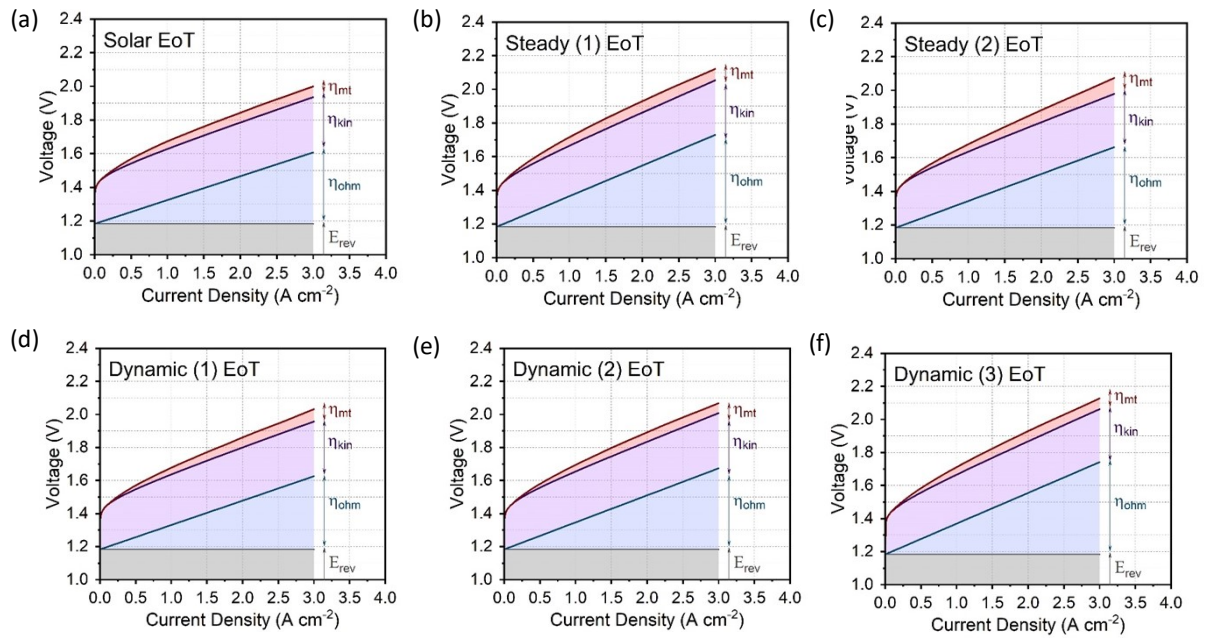 (a)
Solar EoT
2.4
2.2
2.0
1.8
1.6
1.4
1.2
1.0
Voltage (V)
ηmt
ηkin
ηohm
Erev
0.0 0.5 1.0 1.5 2.0 2.5 3.0 3.5 4.0
Current Density (A cm-2)
(b)
Steady (1) EoT
2.4
2.2
2.0
1.8
1.6
1.4
1.2
1.0
Voltage (V)
ηmt
ηkin
ηohm
Erev
0.0 0.5 1.0 1.5 2.0 2.5 3.0 3.5 4.0
Current Density (A cm-2)
(c)
Steady (2) EoT
2.4
2.2
2.0
1.8
1.6
1.4
1.2
1.0
Voltage (V)
ηmt
ηkin
ηohm
Erev
0.0 0.5 1.0 1.5 2.0 2.5 3.0 3.5 4.0
Current Density (A cm-2)
(d)
Dynamic (1) EoT
2.4
2.2
2.0
1.8
1.6
1.4
1.2
1.0
Voltage (V)
ηmt
ηkin
ηohm
Erev
0.0 0.5 1.0 1.5 2.0 2.5 3.0 3.5 4.0
Current Density (A cm-2)
(e)
Dynamic (2) EoT
2.4
2.2
2.0
1.8
1.6
1.4
1.2
1.0
Voltage (V)
ηmt
ηkin
ηohm
Erev
0.0 0.5 1.0 1.5 2.0 2.5 3.0 3.5 4.0
Current Density (A cm-2)
(f)
Dynamic (3) EoT
2.4
2.2
2.0
1.8
1.6
1.4
1.2
1.0
Voltage (V)
ηmt
ηkin
ηohm
Erev
0.0 0.5 1.0 1.5 2.0 2.5 3.0 3.5 4.0
Current Density (A cm-2)